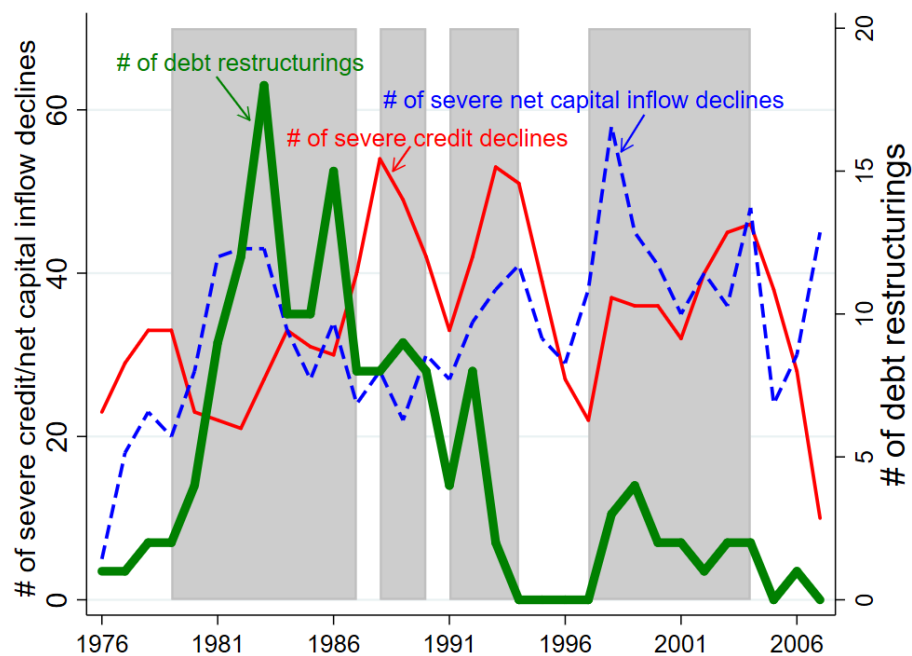 # of severe credit/net capital inflow declines
0
20
40
60
# of debt restructurings
# of severe net capital inflow declines
# of severe credit declines
20
15
10
5
0
# of debt restructurings
1976 1981 1986 1991 1996 2001 2006